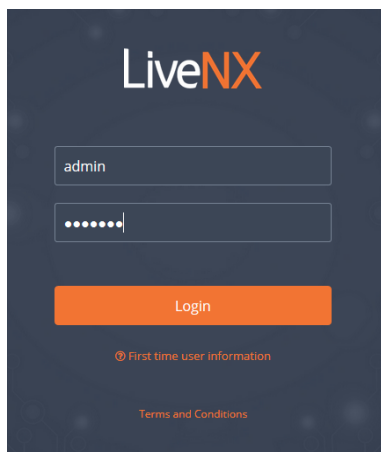 LiveNX
admin
•••••••
Login
First time user information
Terms and Conditions